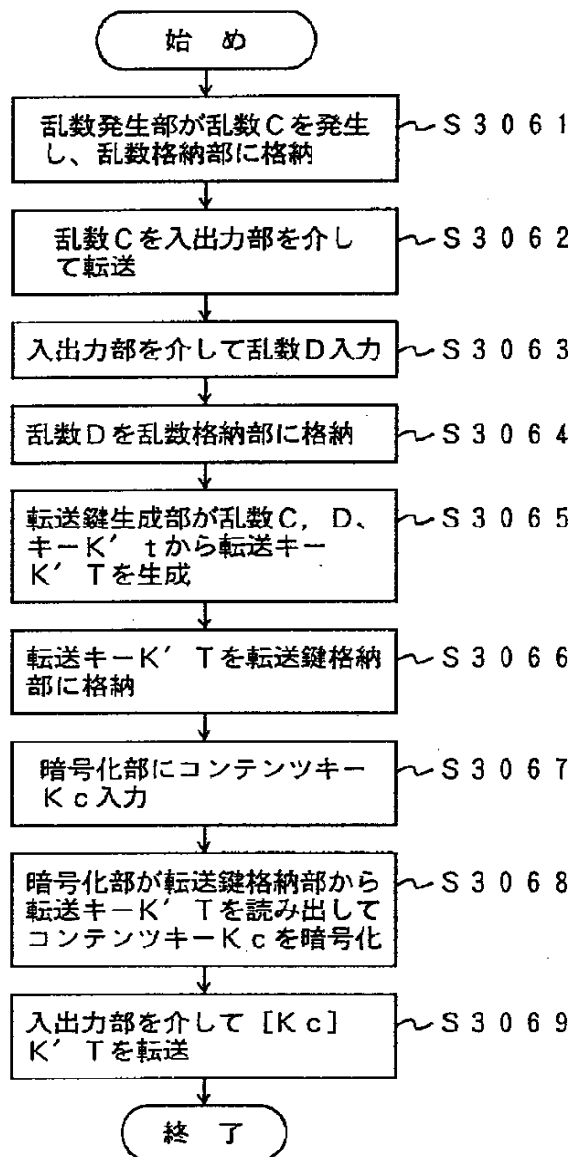 始 め
乱数発生部が乱数Cを発生
し、乱数格納部に格納
S3061
乱数Cを入出力部を介し
て転送
S3062
入出力部を介して乱数D入力
S3063
乱数Dを乱数格納部に格納
S3064
転送鍵生成部が乱数C，D、
キーK′tから転送キー
K′Tを生成
S3065
転送キーK′Tを転送鍵格納
部に格納
S3066
暗号化部にコンテンツキー
Kc入力
S3067
暗号化部が転送鍵格納部から
転送キーK′Tを読み出して
コンテンツキーKcを暗号化
S3068
入出力部を介して［Kc］
K′Tを転送
S3069
終 了